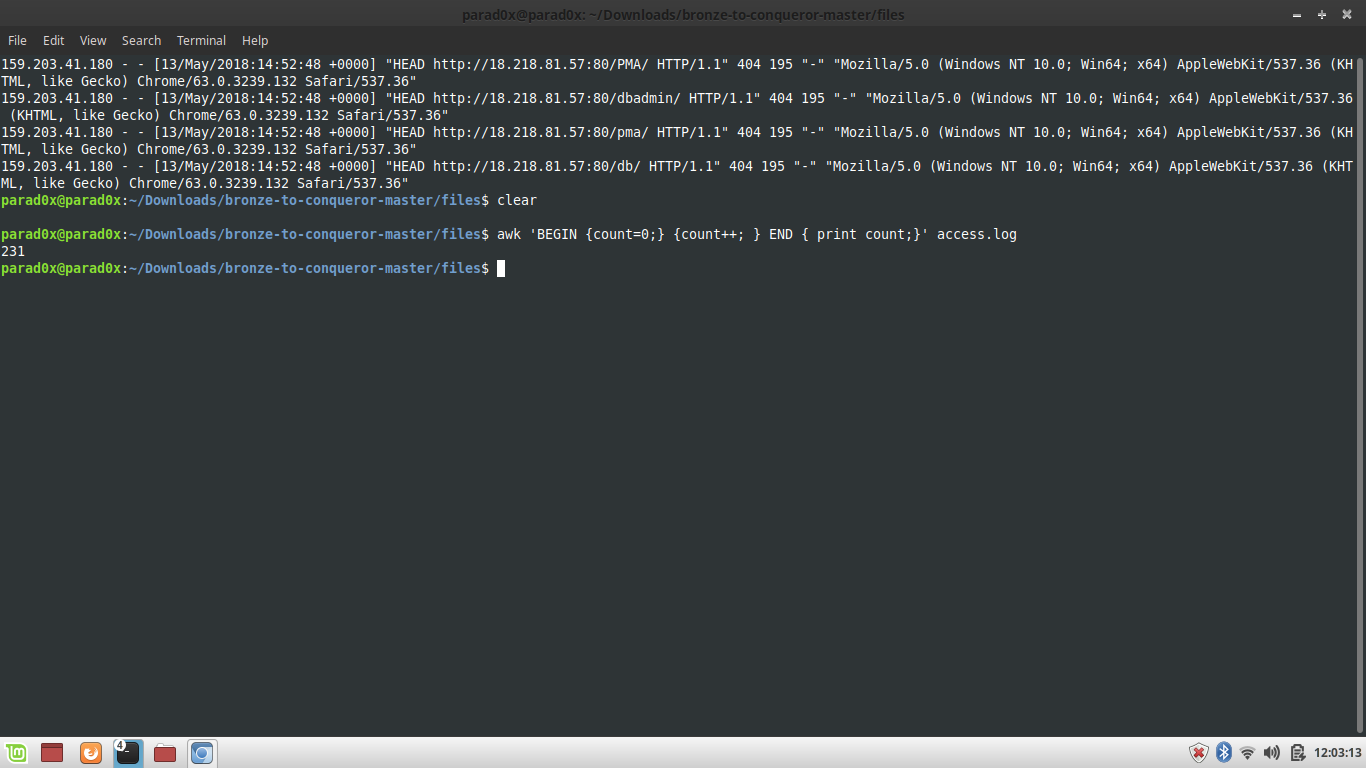 parad0x@parad0x: ~/Downloads/bronze-to-conqueror-master/files
File Edit View Search Terminal Help
159.203.41.180 - - [13/May/2018:14:52:48 +0000] "HEAD http://18.218.81.57:80/PMA/ HTTP/1.1" 404 195 "-" "Mozilla/5.0 (Windows NT 10.0; Win64; x64) AppleWebKit/537.36 (KH
TML, like Gecko) Chrome/63.0.3239.132 Safari/537.36"
159.203.41.180 - - [13/May/2018:14:52:48 +0000] "HEAD http://18.218.81.57:80/dbadmin/ HTTP/1.1" 404 195 "-" "Mozilla/5.0 (Windows NT 10.0; Win64; x64) AppleWebKit/537.36
 (KHTML, like Gecko) Chrome/63.0.3239.132 Safari/537.36"
159.203.41.180 - - [13/May/2018:14:52:48 +0000] "HEAD http://18.218.81.57:80/pma/ HTTP/1.1" 404 195 "-" "Mozilla/5.0 (Windows NT 10.0; Win64; x64) AppleWebKit/537.36 (KH
TML, like Gecko) Chrome/63.0.3239.132 Safari/537.36"
159.203.41.180 - - [13/May/2018:14:52:48 +0000] "HEAD http://18.218.81.57:80/db/ HTTP/1.1" 404 195 "-" "Mozilla/5.0 (Windows NT 10.0; Win64; x64) AppleWebKit/537.36 (KHT
ML, like Gecko) Chrome/63.0.3239.132 Safari/537.36"
parad0x@parad0x:~/Downloads/bronze-to-conqueror-master/files$ clear
parad0x@parad0x:~/Downloads/bronze-to-conqueror-master/files$ awk 'BEGIN {count=0;} {count++; } END { print count;}' access.log
231
parad0x@parad0x:~/Downloads/bronze-to-conqueror-master/files$
4 12:03:13